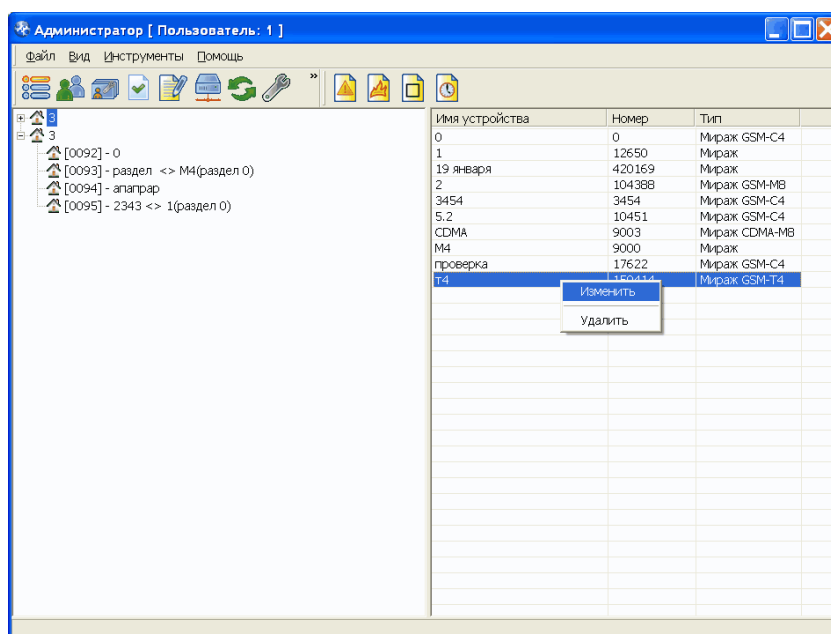 Администратор [ Пользователь: 1 ]
Файл Вид Инструменты Помощь
»
3
3
[0092] - 0
[0093] - раздел <> М4(раздел 0)
[0094] - апапрар
[0095] - 2343 <> 1(раздел 0)
Имя устройства Номер Тип
0 0 Мираж GSM-C4
1 12650 Мираж
19 января 420169 Мираж
2 104388 Мираж GSM-M8
3454 3454 Мираж GSM-C4
5.2 10451 Мираж GSM-C4
CDMA 9003 Мираж CDMA-M8
М4 9000 Мираж
проверка 17622 Мираж GSM-C4
т4 Мираж GSM-T4
Изменить
Удалить